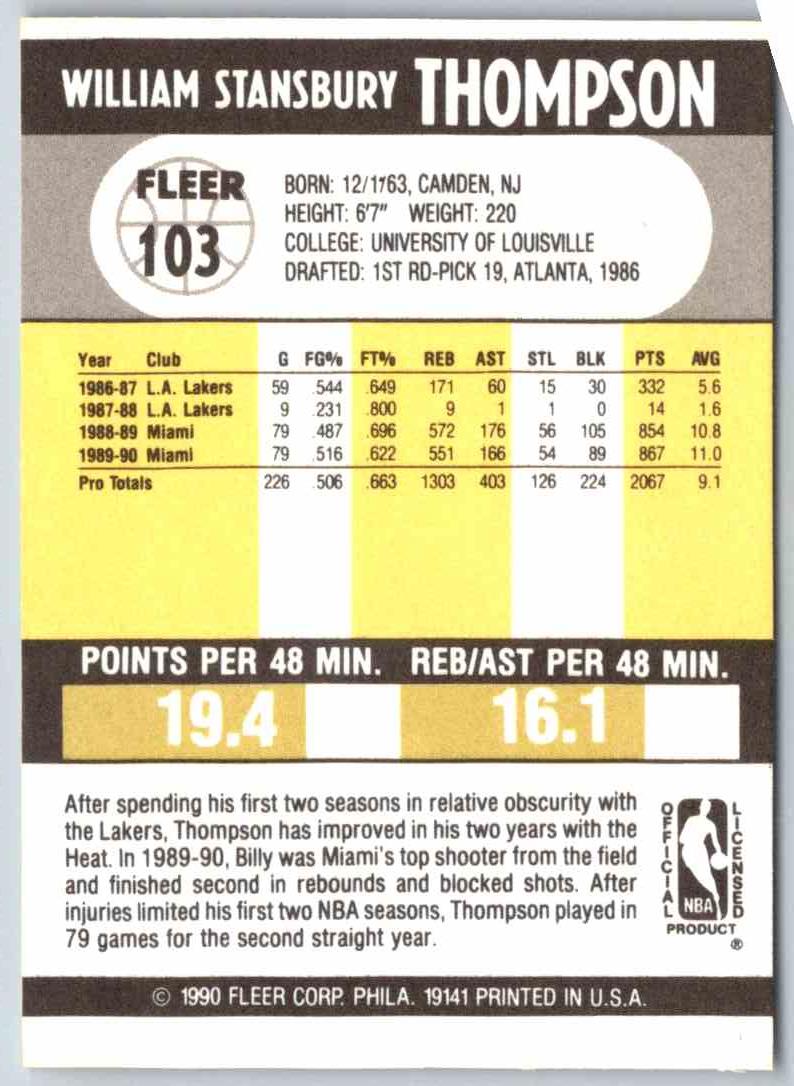 WILLIAM STANSBURY THOMPSON
FLEER
103
BORN: 12/1/63, CAMDEN, NJ
HEIGHT: 6'7" WEIGHT: 220
COLLEGE: UNIVERSITY OF LOUISVILLE
DRAFTED: 1ST RD-PICK 19, ATLANTA, 1986
Year Club G FG% FT% REB AST STL BLK PTS AVG
1986-87 L.A. Lakers 59 .544 .649 171 60 15 30 332 5.6
1987-88 L.A. Lakers 9 .231 .800 9 1 1 0 14 1.6
1988-89 Miami 79 .487 .696 572 176 56 105 854 10.8
1989-90 Miami 79 .516 .622 551 166 54 89 867 11.0
Pro Totals 226 .506 .663 1303 403 126 224 2067 9.1
POINTS PER 48 MIN. REB/AST PER 48 MIN.
19.4 16.1
After spending his first two seasons in relative obscurity with
the Lakers, Thompson has improved in his two years with the
Heat. In 1989-90, Billy was Miami's top shooter from the field
and finished second in rebounds and blocked shots. After
injuries limited his first two NBA seasons, Thompson played in
79 games for the second straight year.
OFFICIAL
LICENSED
NBA
PRODUCT
®
© 1990 FLEER CORP. PHILA. 19141 PRINTED IN U.S.A.